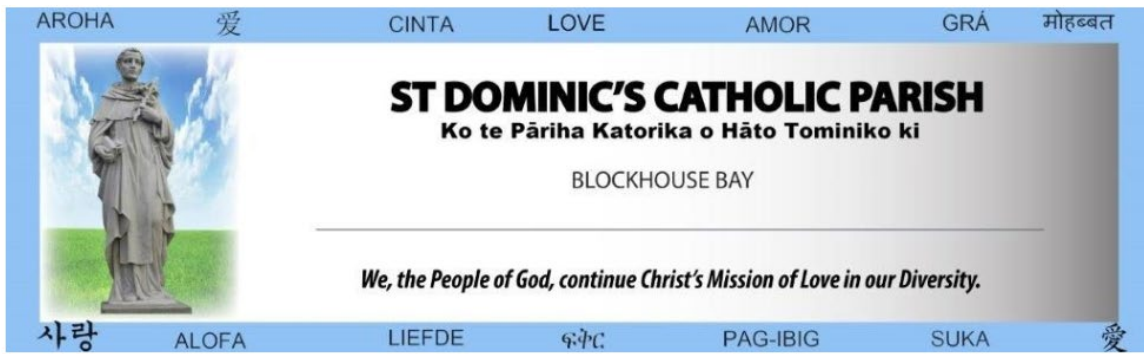 AROHA 爱 CINTA LOVE AMOR GRÁ मोहब्बत
ST DOMINIC'S CATHOLIC PARISH
Ko te Pāriha Katorika o Hāto Tominiko ki
BLOCKHOUSE BAY
We, the People of God, continue Christ's Mission of Love in our Diversity.
사랑 ALOFA LIEFDE ፍቅር PAG-IBIG SUKA 愛